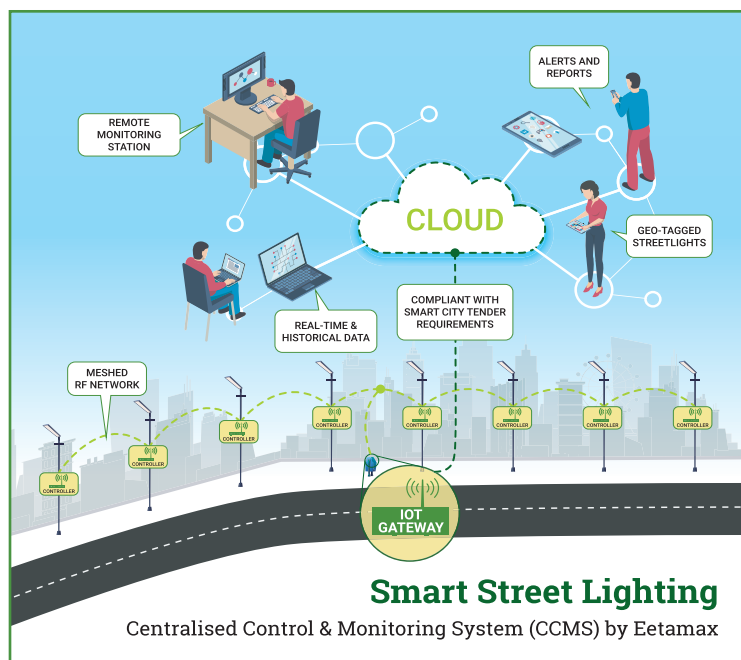 ALERTS AND
REPORTS
REMOTE
MONITORING
STATION
CLOUD
GEO-TAGGED
STREETLIGHTS
COMPLIANT WITH
SMART CITY TENDER
REQUIREMENTS
REAL-TIME &
HISTORICAL DATA
MESHED
RF NETWORK
CONTROLLER
CONTROLLER
CONTROLLER
CONTROLLER
CONTROLLER
CONTROLLER
CONTROLLER
CONTROLLER
IOT
GATEWAY
Smart Street Lighting
Centralised Control & Monitoring System (CCMS) by Eetamax